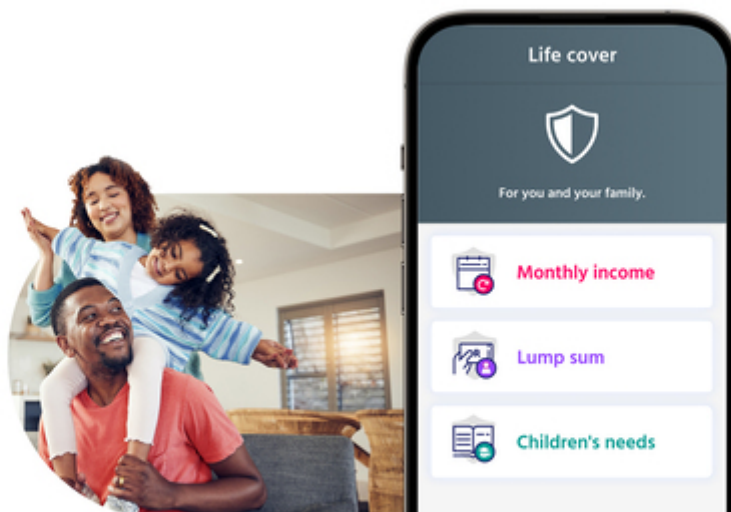 Life cover
For you and your family.
Monthly income
Lump sum
Children's needs